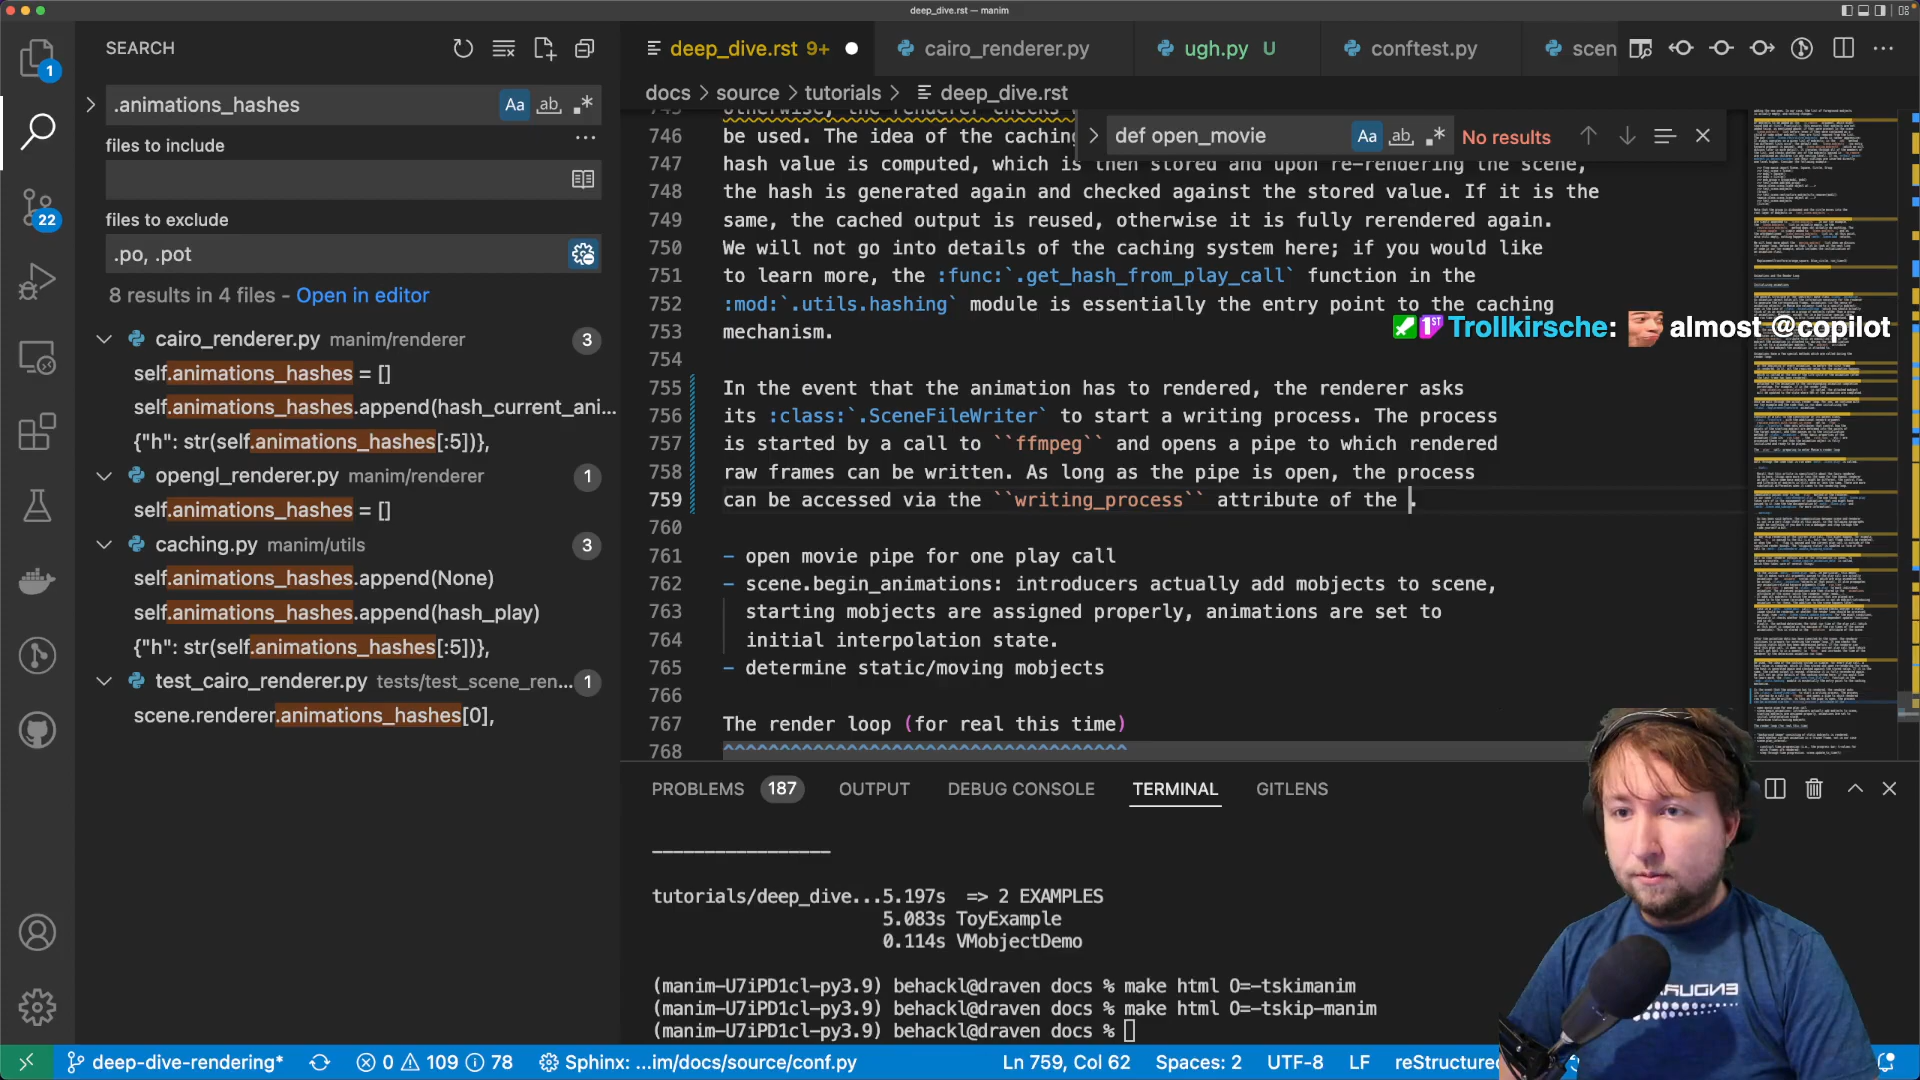 deep_dive.rst — manim
SEARCH
.animations_hashes
files to include
files to exclude
.po, .pot
8 results in 4 files - Open in editor
cairo_renderer.py manim/renderer 3
self.animations_hashes = []
self.animations_hashes.append(hash_current_ani...
{"h": str(self.animations_hashes[:5])},
opengl_renderer.py manim/renderer 1
self.animations_hashes = []
caching.py manim/utils 3
self.animations_hashes.append(None)
self.animations_hashes.append(hash_play)
{"h": str(self.animations_hashes[:5])},
test_cairo_renderer.py tests/test_scene_ren... 1
scene.renderer.animations_hashes[0],
1
22
deep_dive.rst 9+
cairo_renderer.py
ugh.py U
conftest.py
scen
docs > source > tutorials > deep_dive.rst
def open_movie
Aa ab
No results
745 otherwise, the renderer checks
746 be used. The idea of the caching
747 hash value is computed, which is then stored and upon re-rendering the scene,
748 the hash is generated again and checked against the stored value. If it is the
749 same, the cached output is reused, otherwise it is fully rerendered again.
750 We will not go into details of the caching system here; if you would like
751 to learn more, the :func:`.get_hash_from_play_call` function in the
752 :mod:`.utils.hashing` module is essentially the entry point to the caching
753 mechanism.
754
755 In the event that the animation has to rendered, the renderer asks
756 its :class:`.SceneFileWriter` to start a writing process. The process
757 is started by a call to ``ffmpeg`` and opens a pipe to which rendered
758 raw frames can be written. As long as the pipe is open, the process
759 can be accessed via the ``writing_process`` attribute of the .
760
761 - open movie pipe for one play call
762 - scene.begin_animations: introducers actually add mobjects to scene,
763 starting mobjects are assigned properly, animations are set to
764 initial interpolation state.
765 - determine static/moving mobjects
766
767 The render loop (for real this time)
768 ^^^^^^^^^^^^^^^^^^^^^^^^^^^^^^^^^^^^
1ST Trollkirsche: almost @copilot
PROBLEMS 187 OUTPUT DEBUG CONSOLE TERMINAL GITLENS
tutorials/deep_dive...5.197s => 2 EXAMPLES
5.083s ToyExample
0.114s VMobjectDemo
(manim-U7iPD1cl-py3.9) behackl@draven docs % make html O=-tskimanim
(manim-U7iPD1cl-py3.9) behackl@draven docs % make html O=-tskip-manim
(manim-U7iPD1cl-py3.9) behackl@draven docs %
deep-dive-rendering* 0 109 78 Sphinx: ...im/docs/source/conf.py Ln 759, Col 62 Spaces: 2 UTF-8 LF reStructure